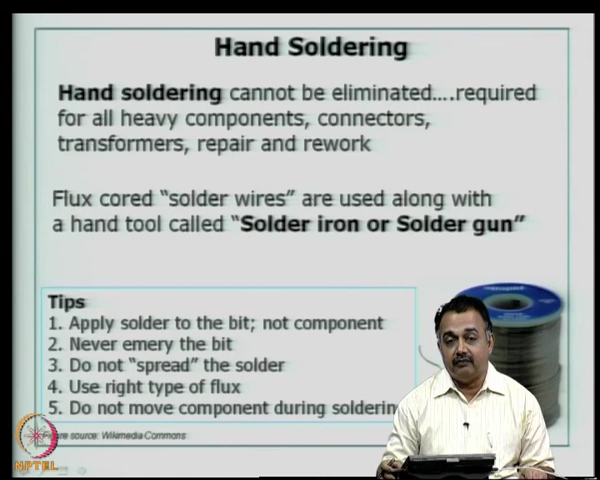 Hand Soldering
Hand soldering cannot be eliminated....required
for all heavy components, connectors,
transformers, repair and rework
Flux cored "solder wires" are used along with
a hand tool called "Solder iron or Solder gun"
Tips
1. Apply solder to the bit; not component
2. Never emery the bit
3. Do not "spread" the solder
4. Use right type of flux
5. Do not move component during solderin
Figure source: Wikimedia Commons
NPTEL